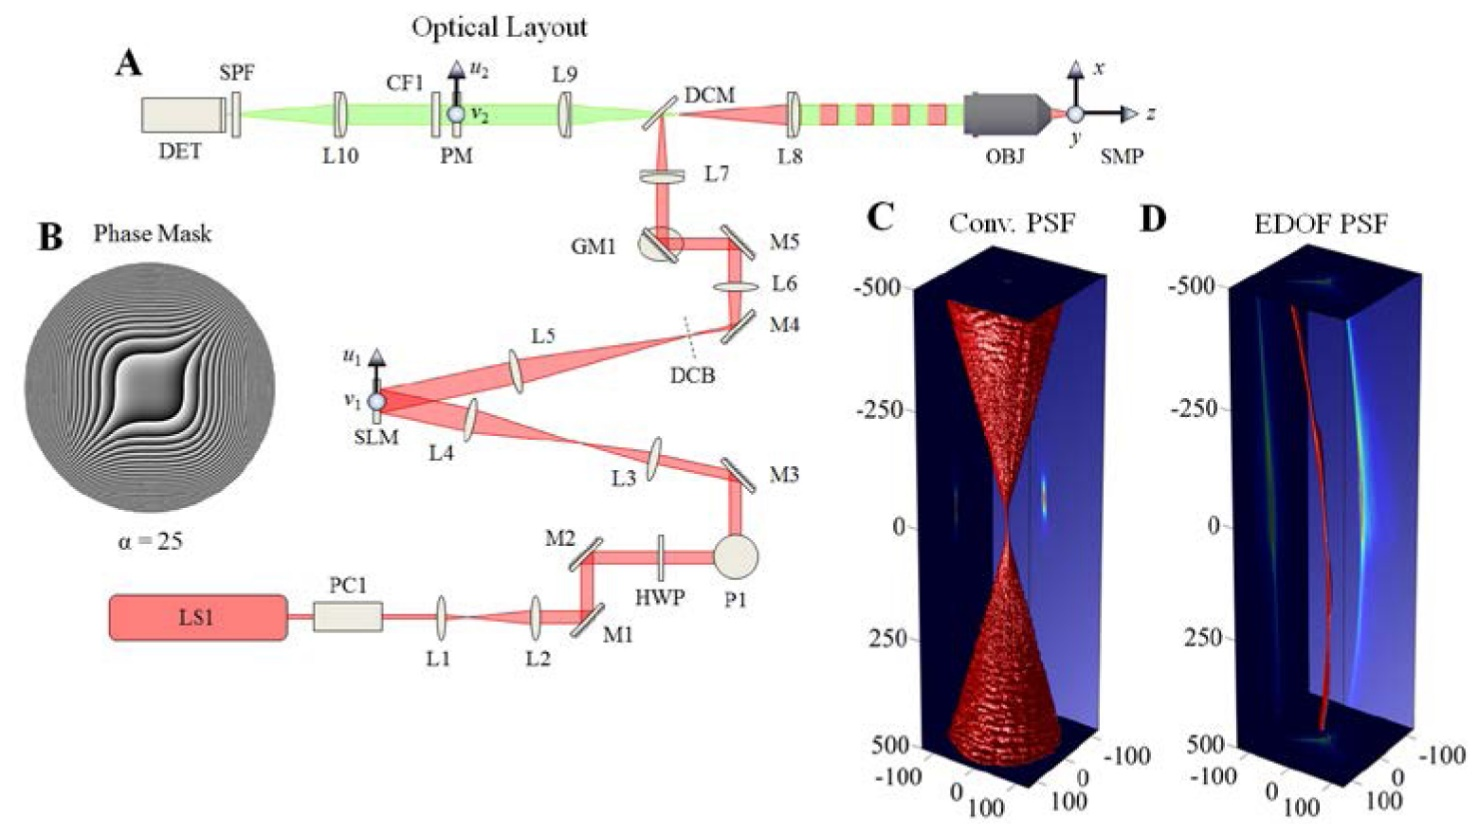 Optical Layout
A
SPF
CF1
u2
L9
DCM
x
v2
z
DET
L10
PM
L8
OBJ
y
SMP
L7
B
Phase Mask
C
Conv. PSF
D
EDOF PSF
GM1
M5
L6
-500
-500
M4
L5
u1
DCB
v1
SLM
-250
-250
L4
L3
M3
0
0
α = 25
M2
PC1
HWP
P1
LS1
M1
250
250
L1
L2
500
-100
0
100
100
0
-100
500
-100
0
100
100
0
-100